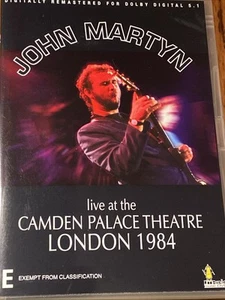 DIGITALLY REMASTERED FOR DOLBY DIGITAL 5.1
JOHN MARTYN
live at the
CAMDEN PALACE THEATRE
LONDON 1984
E EXEMPT FROM CLASSIFICATION